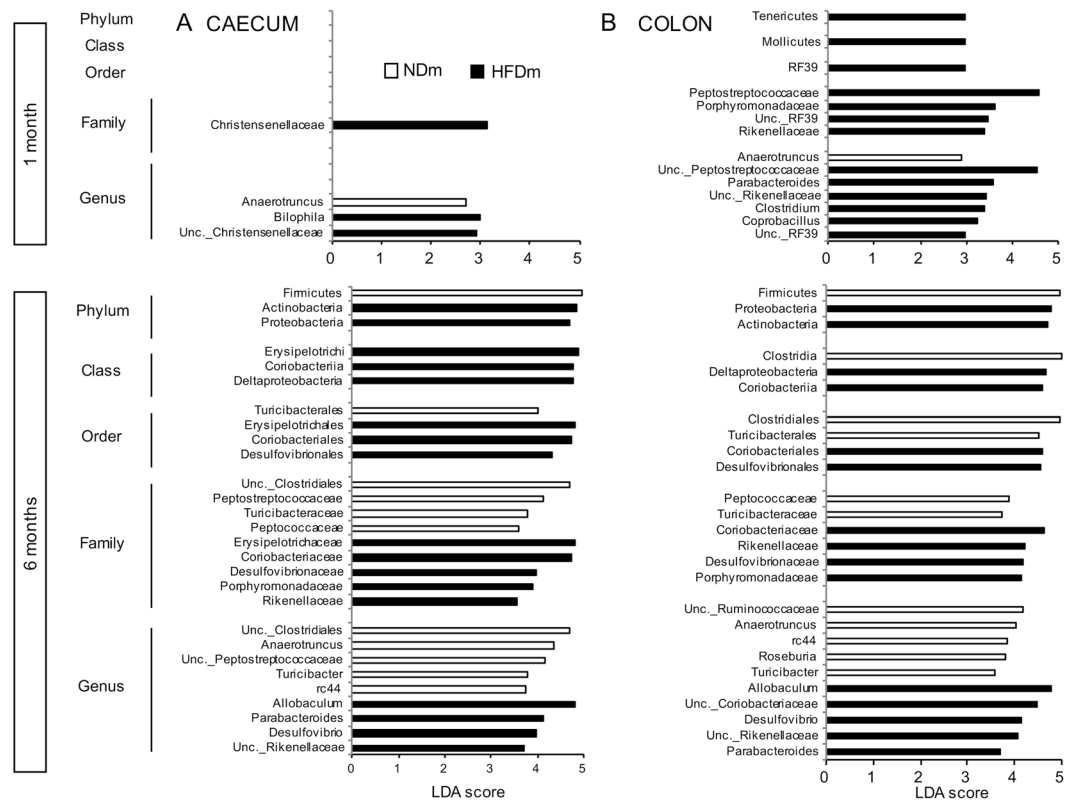 A CAECUM
B COLON
NDm HFDm
1 month
Phylum
Class
Order
Family
Genus
Christensenellaceae
Anaerotruncus
Bilophila
Unc._Christensenellaceae
0 1 2 3 4 5
Tenericutes
Mollicutes
RF39
Peptostreptococcaceae
Porphyromonadaceae
Unc._RF39
Rikenellaceae
Anaerotruncus
Unc._Peptostreptococcaceae
Parabacteroides
Unc._Rikenellaceae
Clostridium
Coprobacillus
Unc._RF39
0 1 2 3 4 5
6 months
Phylum
Class
Order
Family
Genus
Firmicutes
Actinobacteria
Proteobacteria
Erysipelotrichi
Coriobacteriia
Deltaproteobacteria
Turicibacterales
Erysipelotrichales
Coriobacteriales
Desulfovibrionales
Unc._Clostridiales
Peptostreptococcaceae
Turicibacteraceae
Peptococcaceae
Erysipelotrichaceae
Coriobacteriaceae
Desulfovibrionaceae
Porphyromonadaceae
Rikenellaceae
Unc._Clostridiales
Anaerotruncus
Unc._Peptostreptococcaceae
Turicibacter
rc44
Allobaculum
Parabacteroides
Desulfovibrio
Unc._Rikenellaceae
0 1 2 3 4 5
LDA score
Firmicutes
Proteobacteria
Actinobacteria
Clostridia
Deltaproteobacteria
Coriobacteriia
Clostridiales
Turicibacterales
Coriobacteriales
Desulfovibrionales
Peptococcaceae
Turicibacteraceae
Coriobacteriaceae
Rikenellaceae
Desulfovibrionaceae
Porphyromonadaceae
Unc._Ruminococcaceae
Anaerotruncus
rc44
Roseburia
Turicibacter
Allobaculum
Unc._Coriobacteriaceae
Desulfovibrio
Unc._Rikenellaceae
Parabacteroides
0 1 2 3 4 5
LDA score